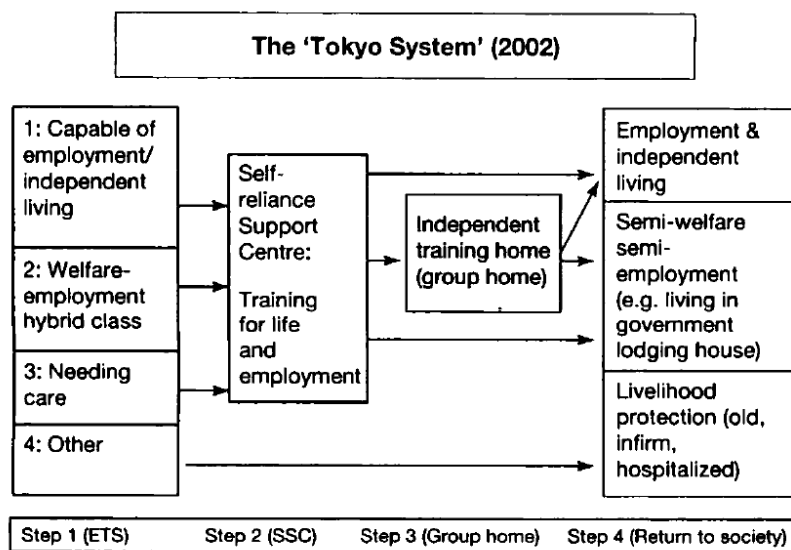 The 'Tokyo System' (2002)
1: Capable of
employment/
independent
living
2: Welfare-
employment
hybrid class
3: Needing
care
4: Other
Self-
reliance
Support
Centre:
Training
for life
and
employment
Independent
training home
(group home)
Employment &
independent
living
Semi-welfare
semi-
employment
(e.g. living in
government
lodging house)
Livelihood
protection (old,
infirm,
hospitalized)
Step 1 (ETS)
Step 2 (SSC)
Step 3 (Group home)
Step 4 (Return to society)